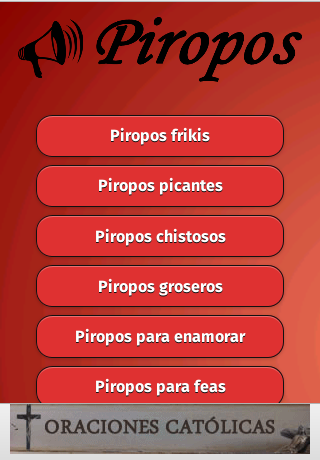 Piropos
Piropos frikis
Piropos picantes
Piropos chistosos
Piropos groseros
Piropos para enamorar
Piropos para feas
ORACIONES CATÓLICAS